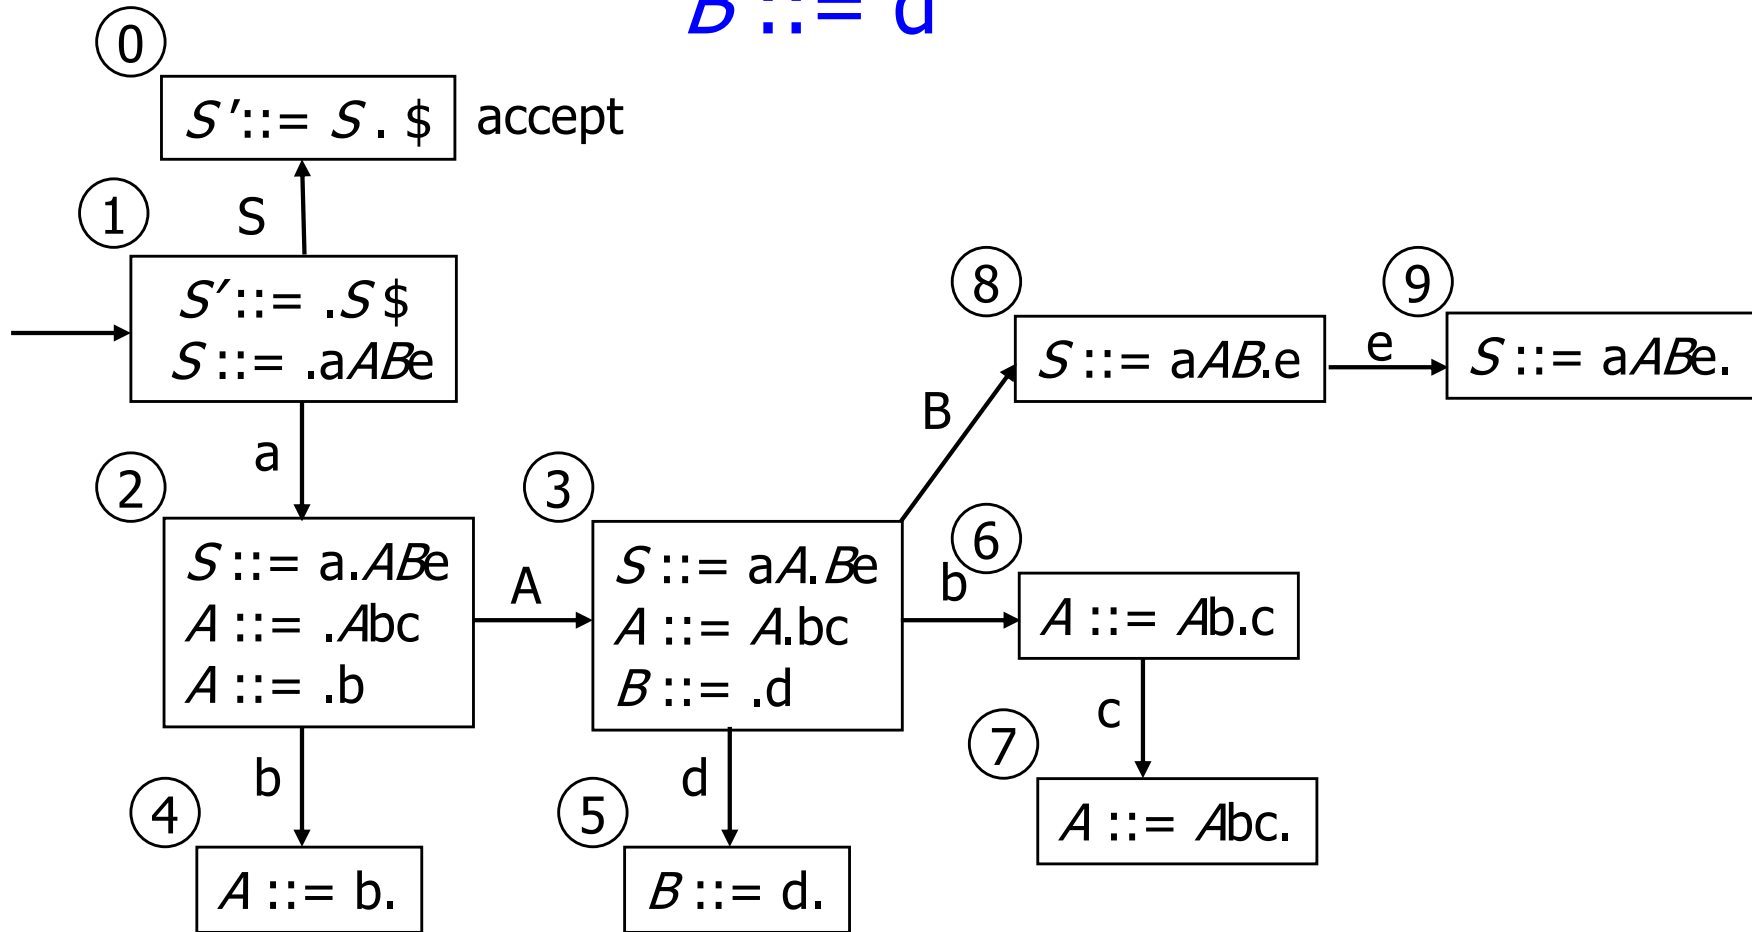 B ::= d
0
S'::= S . $ accept
1
S
S'::= .S $
S ::= .aABe
a
2
S ::= a.ABe
A ::= .Abc
A ::= .b
A
b
4
A ::= b.
3
S ::= aA.Be
A ::= A.bc
B ::= .d
d
5
B ::= d.
B
8
S ::= aAB.e
e
9
S ::= aABe.
b
6
A ::= Ab.c
c
7
A ::= Abc.